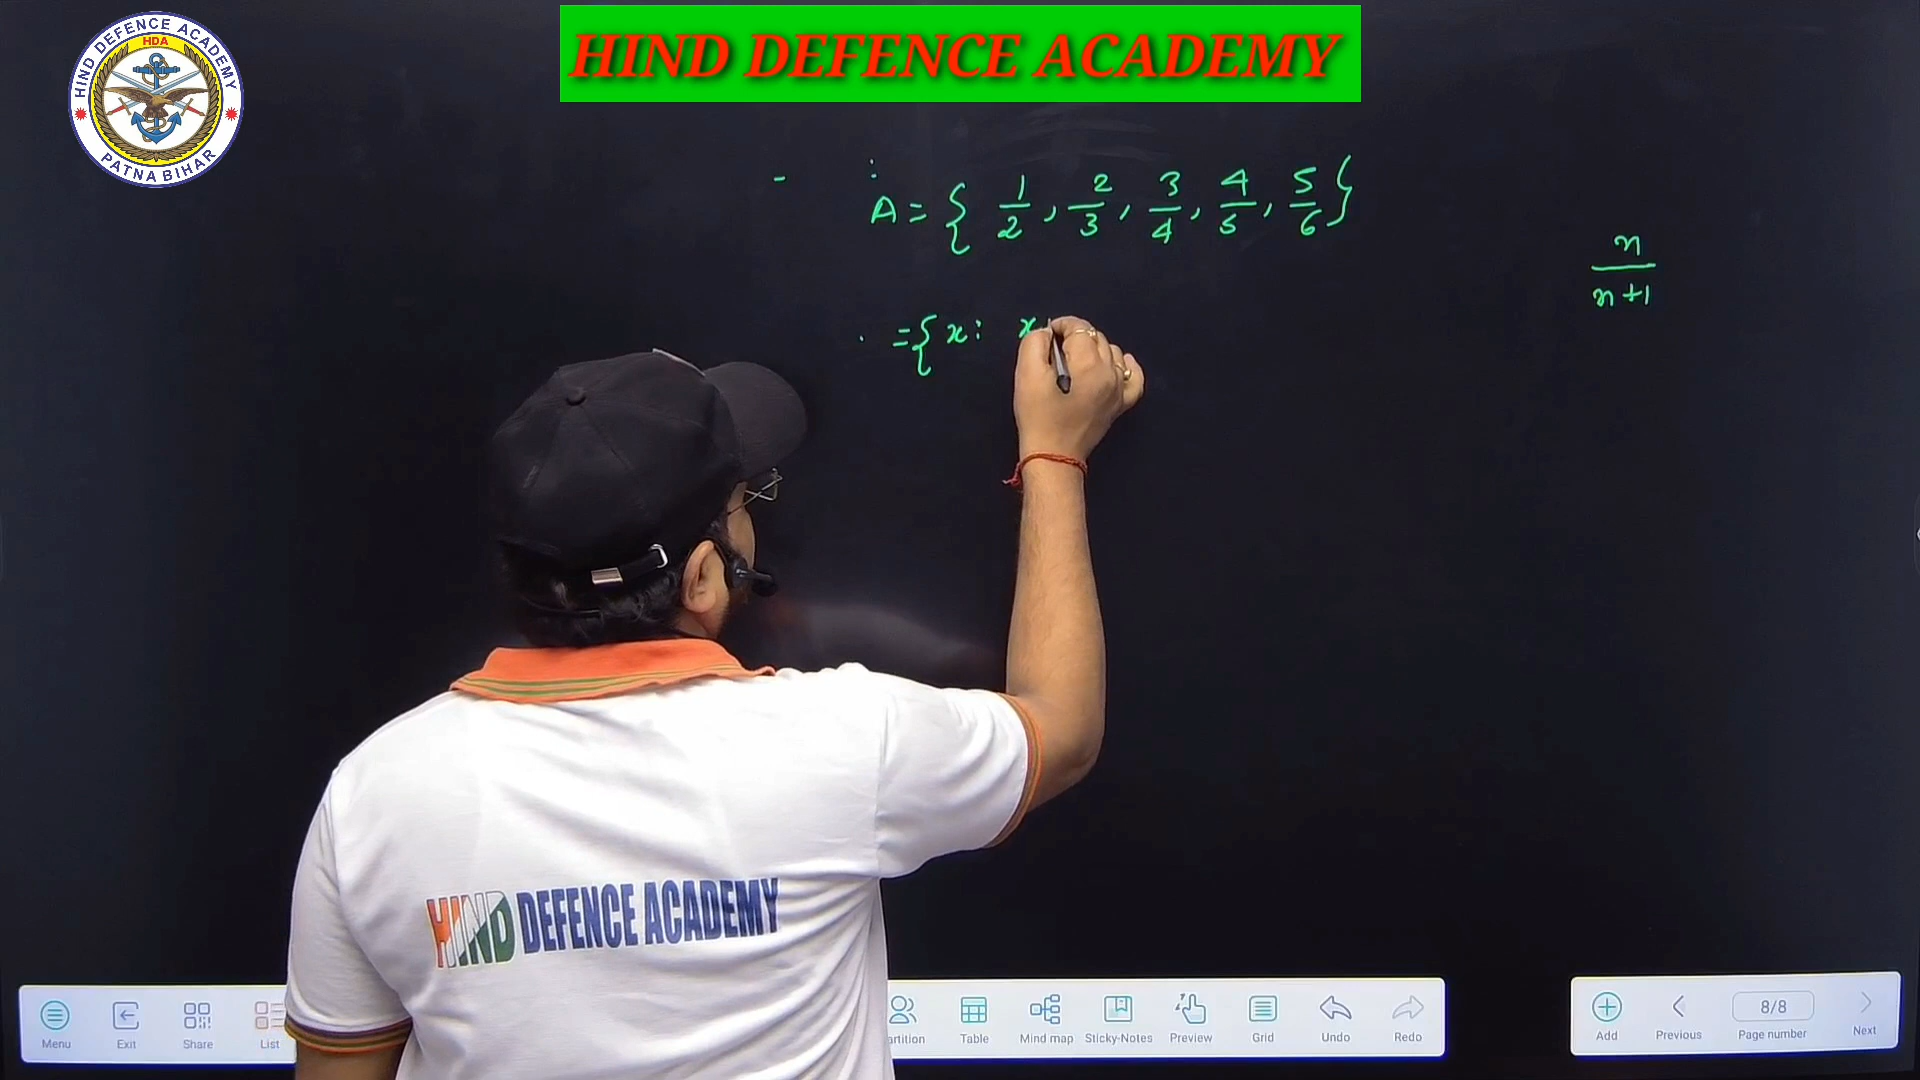 HIND DEFENCE ACADEMY
HDA
PATNA BIHAR
HIND DEFENCE ACADEMY
A = { 1/2, 2/3, 3/4, 4/5, 5/6 }
n/n+1
= { x : x
HIND DEFENCE ACADEMY
Menu
Exit
Share
List
artition
Table
Mind map
Sticky-Notes
Preview
Grid
Undo
Redo
Add
Previous
8/8
Page number
Next